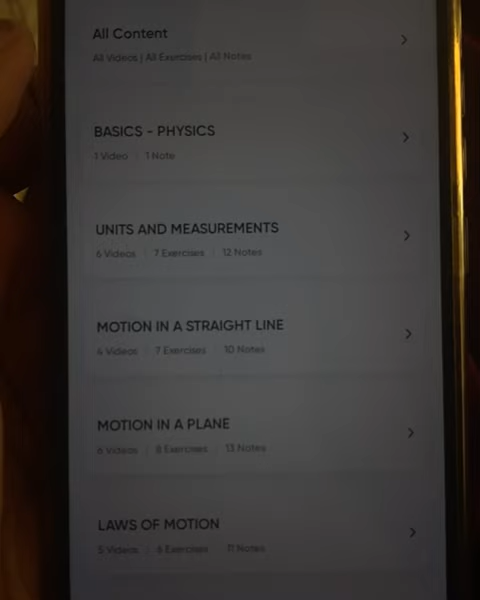 All Content
All Videos | All Exercises | All Notes
BASICS - PHYSICS
1 Video | 1 Note
UNITS AND MEASUREMENTS
6 Videos | 7 Exercises | 12 Notes
MOTION IN A STRAIGHT LINE
4 Videos | 7 Exercises | 10 Notes
MOTION IN A PLANE
6 Videos | 8 Exercises | 13 Notes
LAWS OF MOTION
5 Videos | 6 Exercises | 11 Notes